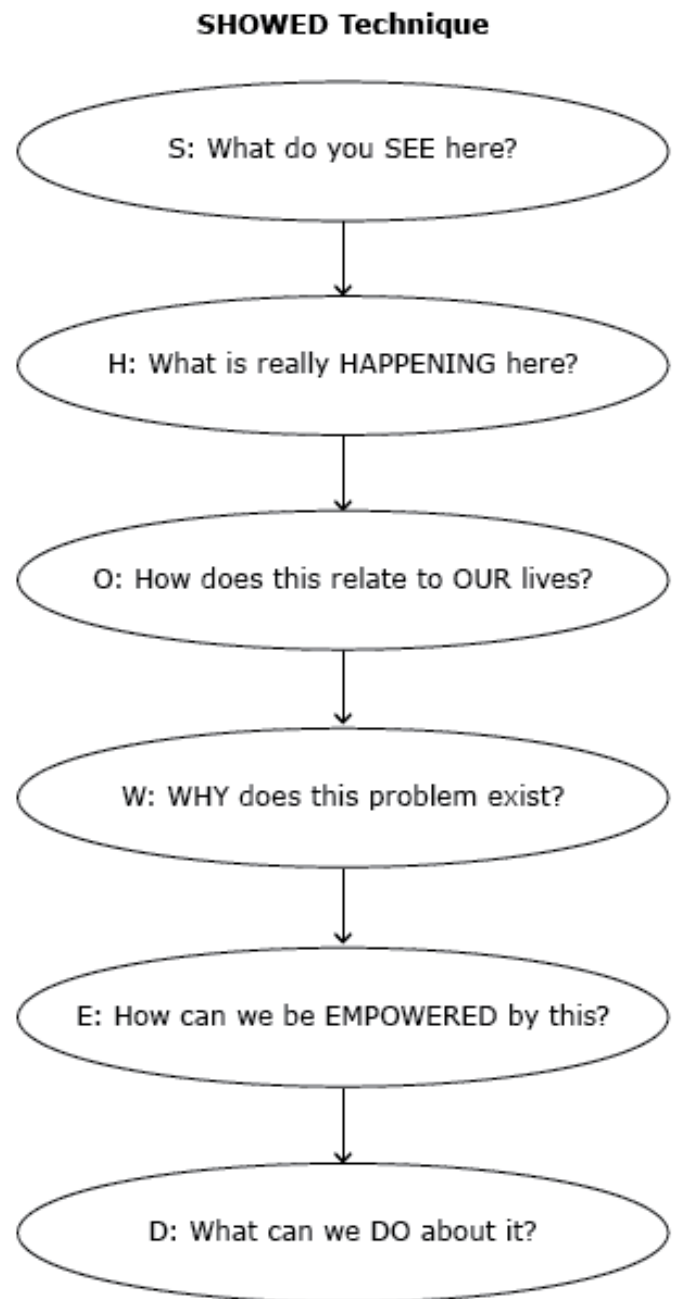 SHOWED Technique
S: What do you SEE here?
H: What is really HAPPENING here?
O: How does this relate to OUR lives?
W: WHY does this problem exist?
E: How can we be EMPOWERED by this?
D: What can we DO about it?